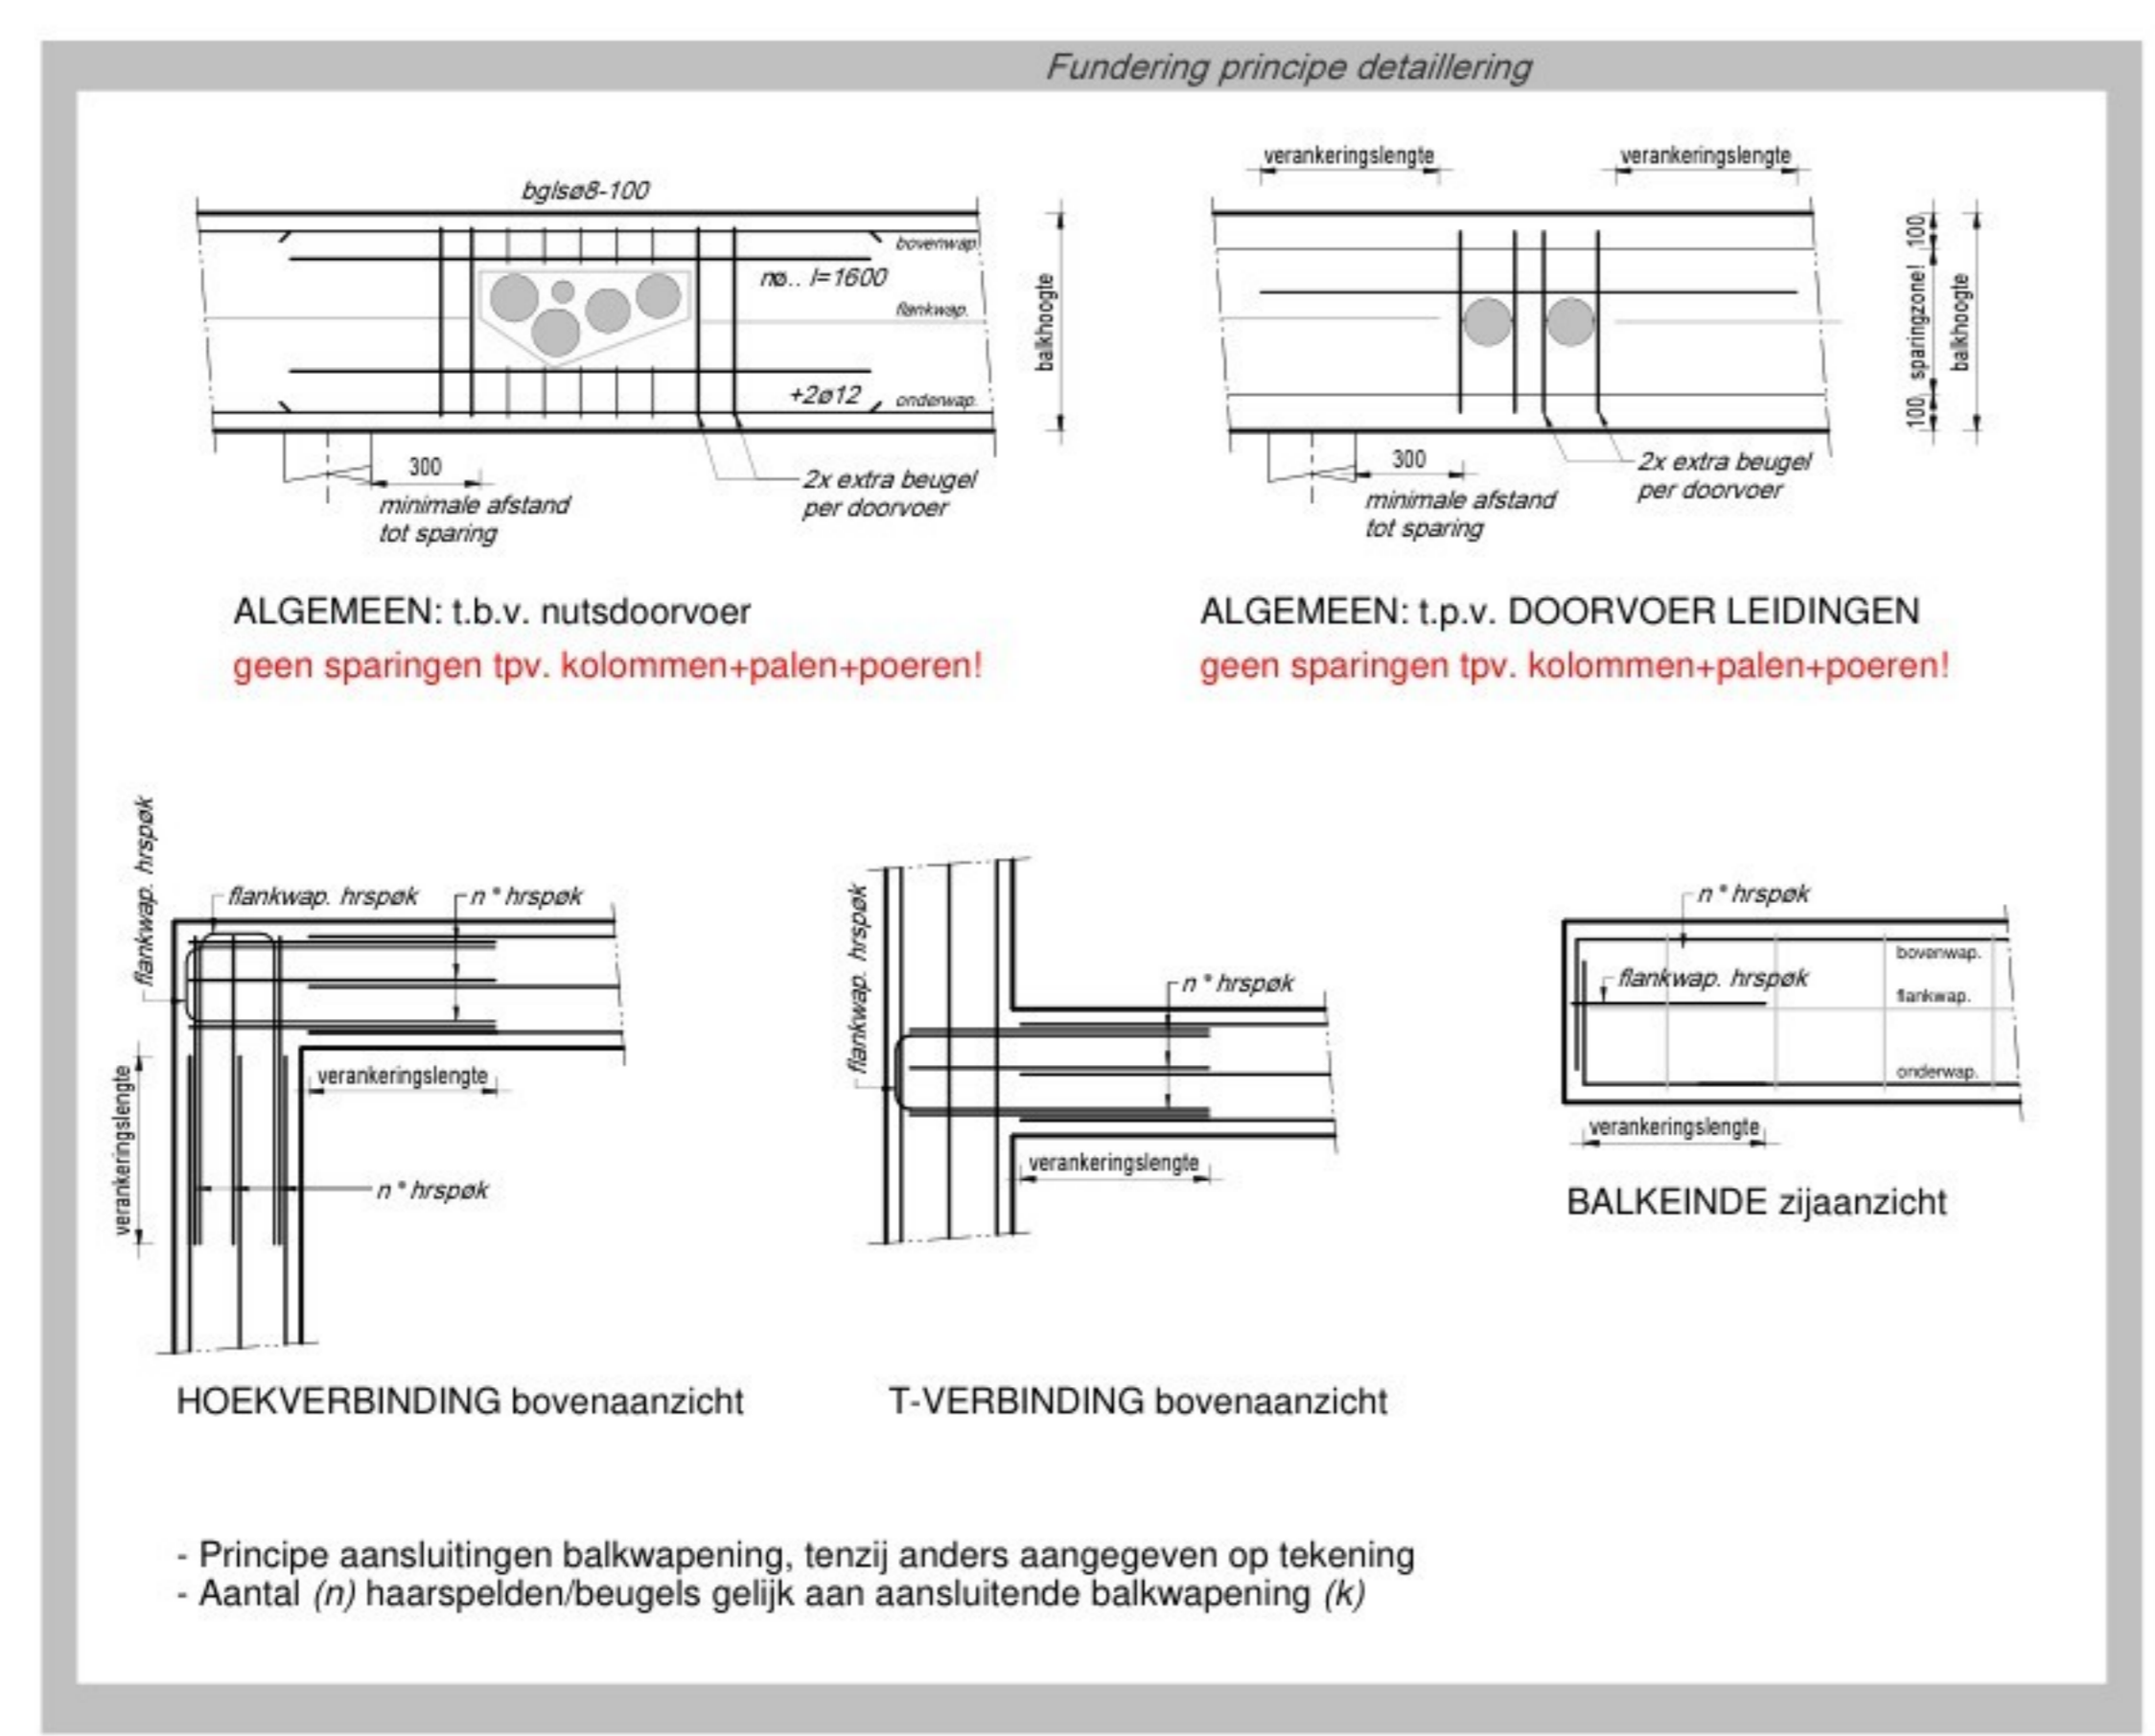 Fundering principe detaillering
bglsø8-100
bovenwap.
nø.. l=1600
flankwap.
+2ø12
onderwap.
balkhoogte
300
minimale afstand
tot sparing
2x extra beugel
per doorvoer
ALGEMEEN: t.b.v. nutsdoorvoer
geen sparingen tpv. kolommen+palen+poeren!
verankeringslengte
verankeringslengte
100
sparingzone!
100
balkhoogte
300
minimale afstand
tot sparing
2x extra beugel
per doorvoer
ALGEMEEN: t.p.v. DOORVOER LEIDINGEN
geen sparingen tpv. kolommen+palen+poeren!
flankwap. hrspøk
flankwap. hrspøk
n° hrspøk
verankeringslengte
verankeringslengte
n° hrspøk
HOEKVERBINDING bovenaanzicht
flankwap. hrspøk
n° hrspøk
verankeringslengte
T-VERBINDING bovenaanzicht
n° hrspøk
bovenwap.
flankwap. hrspøk
flankwap.
onderwap.
verankeringslengte
BALKEINDE zijaanzicht
- Principe aansluitingen balkwapening, tenzij anders aangegeven op tekening
- Aantal (n) haarspelden/beugels gelijk aan aansluitende balkwapening (k)